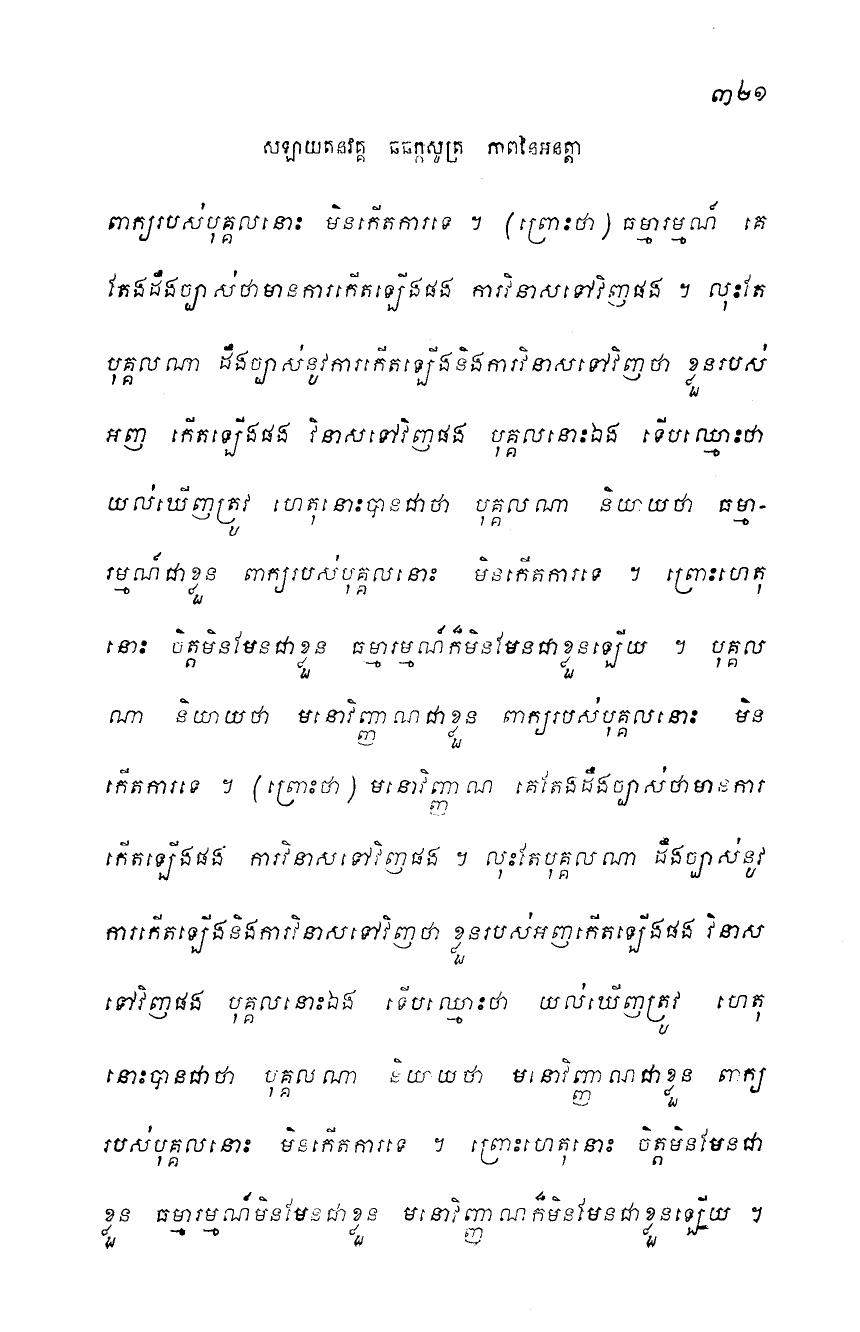 ៣២១
សឡាយតនវគ្គ ឆឆក្កសូត្រ ភាពនៃអនត្តា
ពាក្យរបស់បុគ្គលនោះ មិនកើតការទេ ។ (ព្រោះថា) ធម្មារម្មណ៍ គេ
តែងដឹងច្បាស់ថាមានការកើតឡើងផង ការវិនាសទៅវិញផង ។ លុះតែ
បុគ្គលណា ដឹងច្បាស់នូវការកើតឡើងនិងការវិនាសទៅវិញថា ខ្លួនរបស់
អញ កើតឡើងផង វិនាសទៅវិញផង បុគ្គលនោះឯង ទើបឈ្មោះថា
យល់ឃើញត្រូវ ហេតុនោះបានជាថា បុគ្គលណា និយាយថា ធម្មា-
រម្មណ៍ជាខ្លួន ពាក្យរបស់បុគ្គលនោះ មិនកើតការទេ ។ ព្រោះហេតុ
នោះ ចិត្តមិនមែនជាខ្លួន ធម្មារម្មណ៍ក៏មិនមែនជាខ្លួនឡើយ ។ បុគ្គល
ណា និយាយថា មនោវិញ្ញាណជាខ្លួន ពាក្យរបស់បុគ្គលនោះ មិន
កើតការទេ ។ (ព្រោះថា) មនោវិញ្ញាណ គេតែងដឹងច្បាស់ថាមានការ
កើតឡើងផង ការវិនាសទៅវិញផង ។ លុះតែបុគ្គលណា ដឹងច្បាស់នូវ
ការកើតឡើងនិងការវិនាសទៅវិញថា ខ្លួនរបស់អញកើតឡើងផង វិនាស
ទៅវិញផង បុគ្គលនោះឯង ទើបឈ្មោះថា យល់ឃើញត្រូវ ហេតុ
នោះបានជាថា បុគ្គលណា និយាយថា មនោវិញ្ញាណជាខ្លួន ពាក្យ
របស់បុគ្គលនោះ មិនកើតការទេ ។ ព្រោះហេតុនោះ ចិត្តមិនមែនជា
ខ្លួន ធម្មារម្មណ៍មិនមែនជាខ្លួន មនោវិញ្ញាណក៏មិនមែនជាខ្លួនឡើយ ។